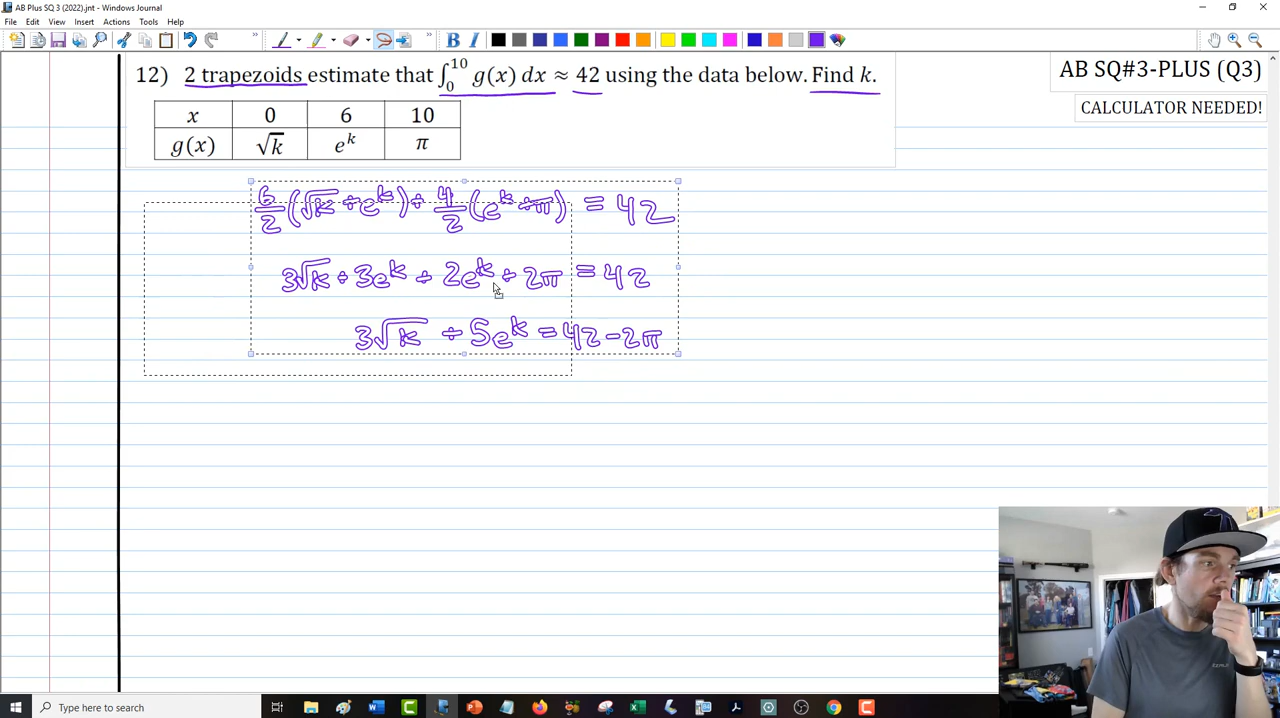 AB Plus SQ 3 (2022).jnt - Windows Journal
File Edit View Insert Actions Tools Help
12) 2 trapezoids estimate that ∫₀¹⁰ g(x) dx ≈ 42 using the data below. Find k.
AB SQ#3-PLUS (Q3)
CALCULATOR NEEDED!
x 0 6 10
g(x) √k e^k π
6/2 (√k + e^k) + 4/2 (e^k + π) = 42
3√k + 3e^k + 2e^k + 2π = 42
3√k + 5e^k = 42 - 2π
Type here to search